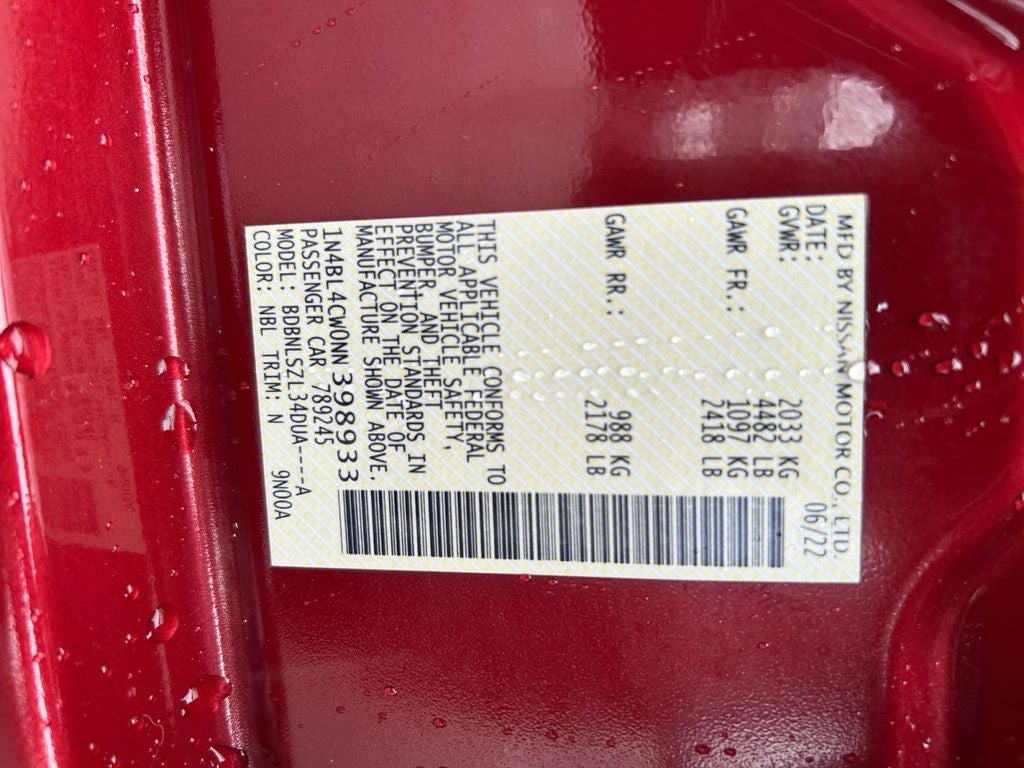 MFD BY NISSAN MOTOR CO., LTD.
DATE: 06/22
GVWR: 2033 KG
4482 LB
GAWR FR.: 1097 KG
2418 LB
GAWR RR.: 988 KG
2178 LB
THIS VEHICLE CONFORMS TO
ALL APPLICABLE FEDERAL
MOTOR VEHICLE SAFETY,
BUMPER, AND THEFT
PREVENTION STANDARDS IN
EFFECT ON THE DATE OF
MANUFACTURE SHOWN ABOVE.
1N4BL4CW0NN398933
PASSENGER CAR 789245
MODEL: BDBNLSZL34DUA----A
COLOR: NBL TRIM: N 9N00A